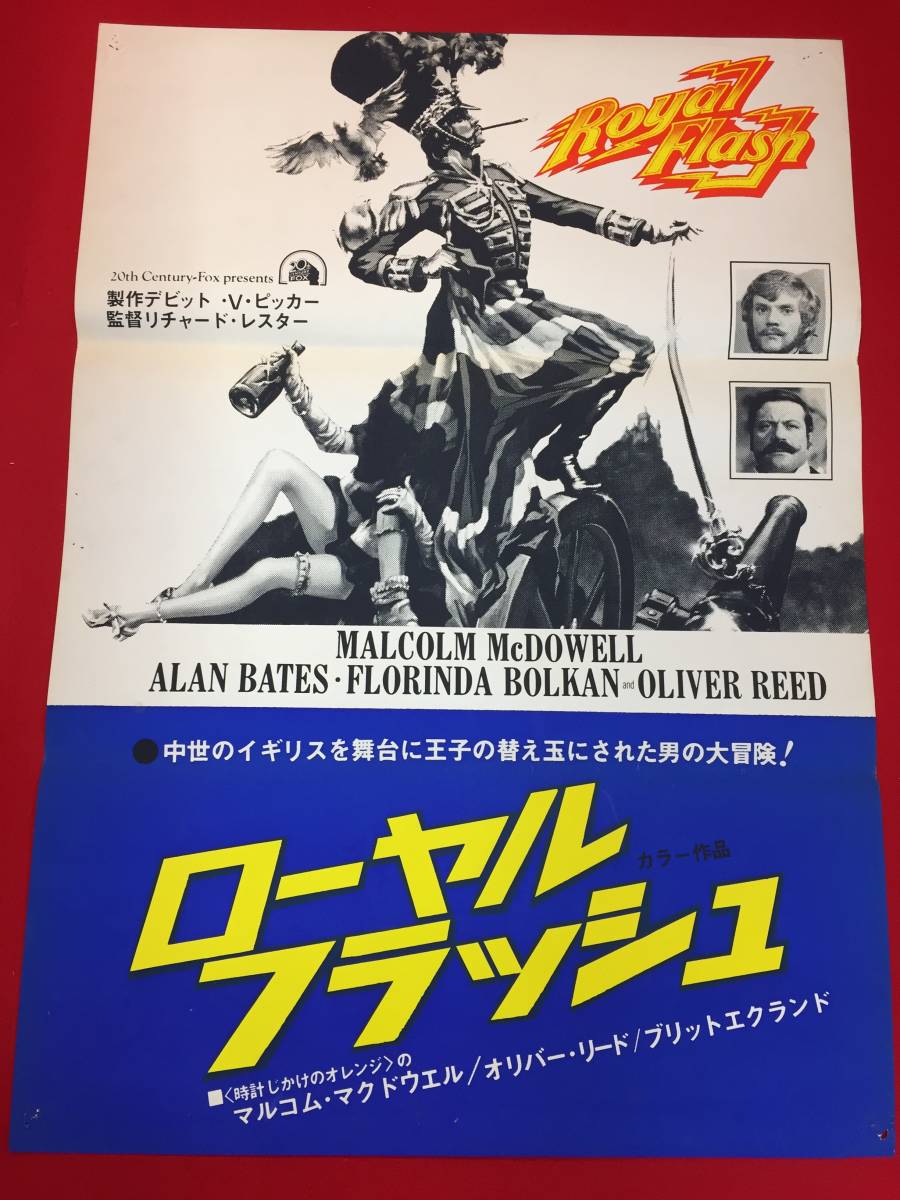 Royal
Flash
20th Century-Fox presents
製作デビット・V・ピッカー
監督リチャード・レスター
MALCOLM McDOWELL
ALAN BATES・FLORINDA BOLKAN and OLIVER REED
●中世のイギリスを舞台に王子の替え玉にされた男の大冒険!
ローヤル
フラッシュ
カラー作品
■〈時計じかけのオレンジ〉の
マルコム・マクドウエル/オリバー・リード/ブリットエクランド